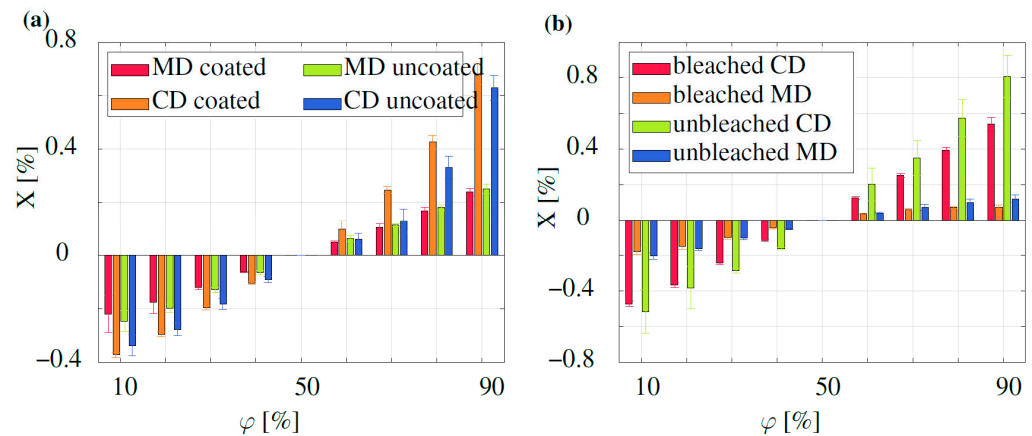 (a)
0.8
0.4
0
−0.4
X [%]
MD coated
MD uncoated
CD coated
CD uncoated
10
50
90
φ [%]
(b)
0.8
0.4
0
−0.4
−0.8
X [%]
bleached CD
bleached MD
unbleached CD
unbleached MD
10
50
90
φ [%]